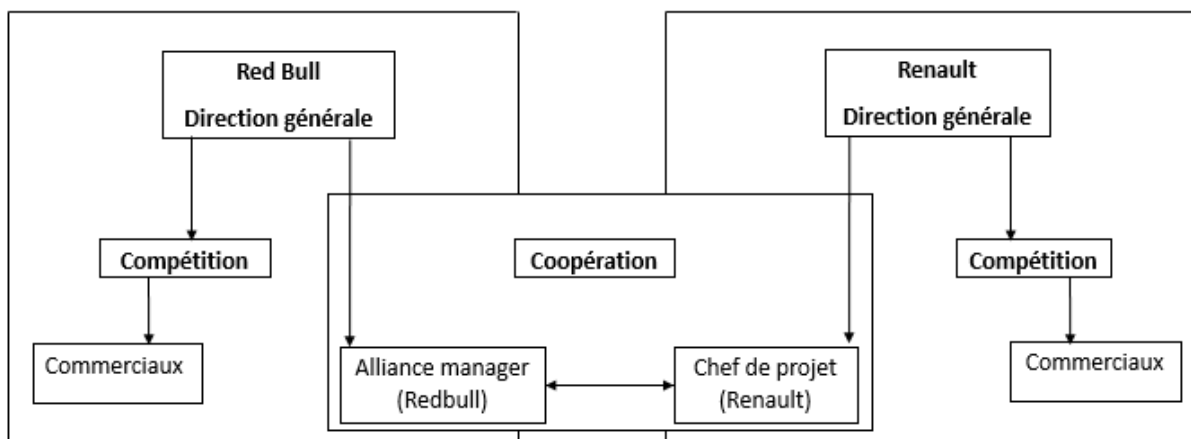 Red Bull
Direction générale
Renault
Direction générale
Compétition
Coopération
Compétition
Commerciaux
Alliance manager
(Redbull)
Chef de projet
(Renault)
Commerciaux